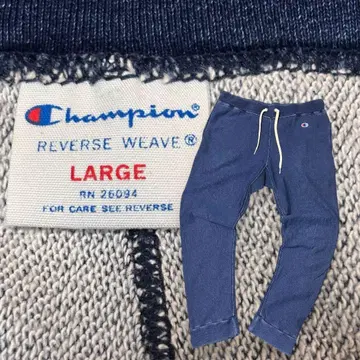 Champion®
REVERSE WEAVE®
LARGE
RN 26094
FOR CARE SEE REVERSE